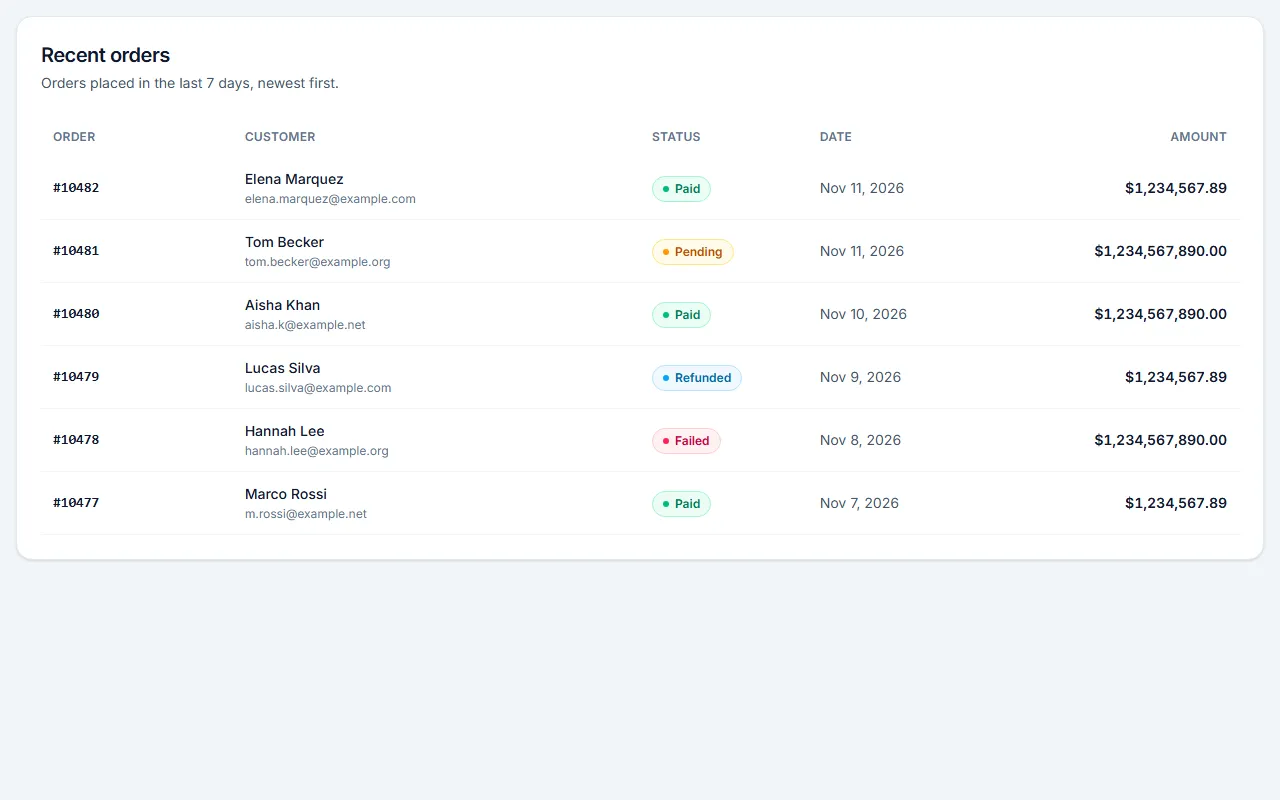 Recent orders
Orders placed in the last 7 days, newest first.
ORDER CUSTOMER STATUS DATE AMOUNT
#10482 Elena Marquez Paid Nov 11, 2026 $1,234,567.89
elena.marquez@example.com
#10481 Tom Becker Pending Nov 11, 2026 $1,234,567,890.00
tom.becker@example.org
#10480 Aisha Khan Paid Nov 10, 2026 $1,234,567,890.00
aisha.k@example.net
#10479 Lucas Silva Refunded Nov 9, 2026 $1,234,567.89
lucas.silva@example.com
#10478 Hannah Lee Failed Nov 8, 2026 $1,234,567,890.00
hannah.lee@example.org
#10477 Marco Rossi Paid Nov 7, 2026 $1,234,567.89
m.rossi@example.net